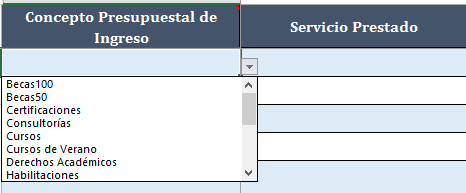 Concepto Presupuestal de
Ingreso
Servicio Prestado
Becas100
Becas50
Certificaciones
Consultorías
Cursos
Cursos de Verano
Derechos Académicos
Habilitaciones